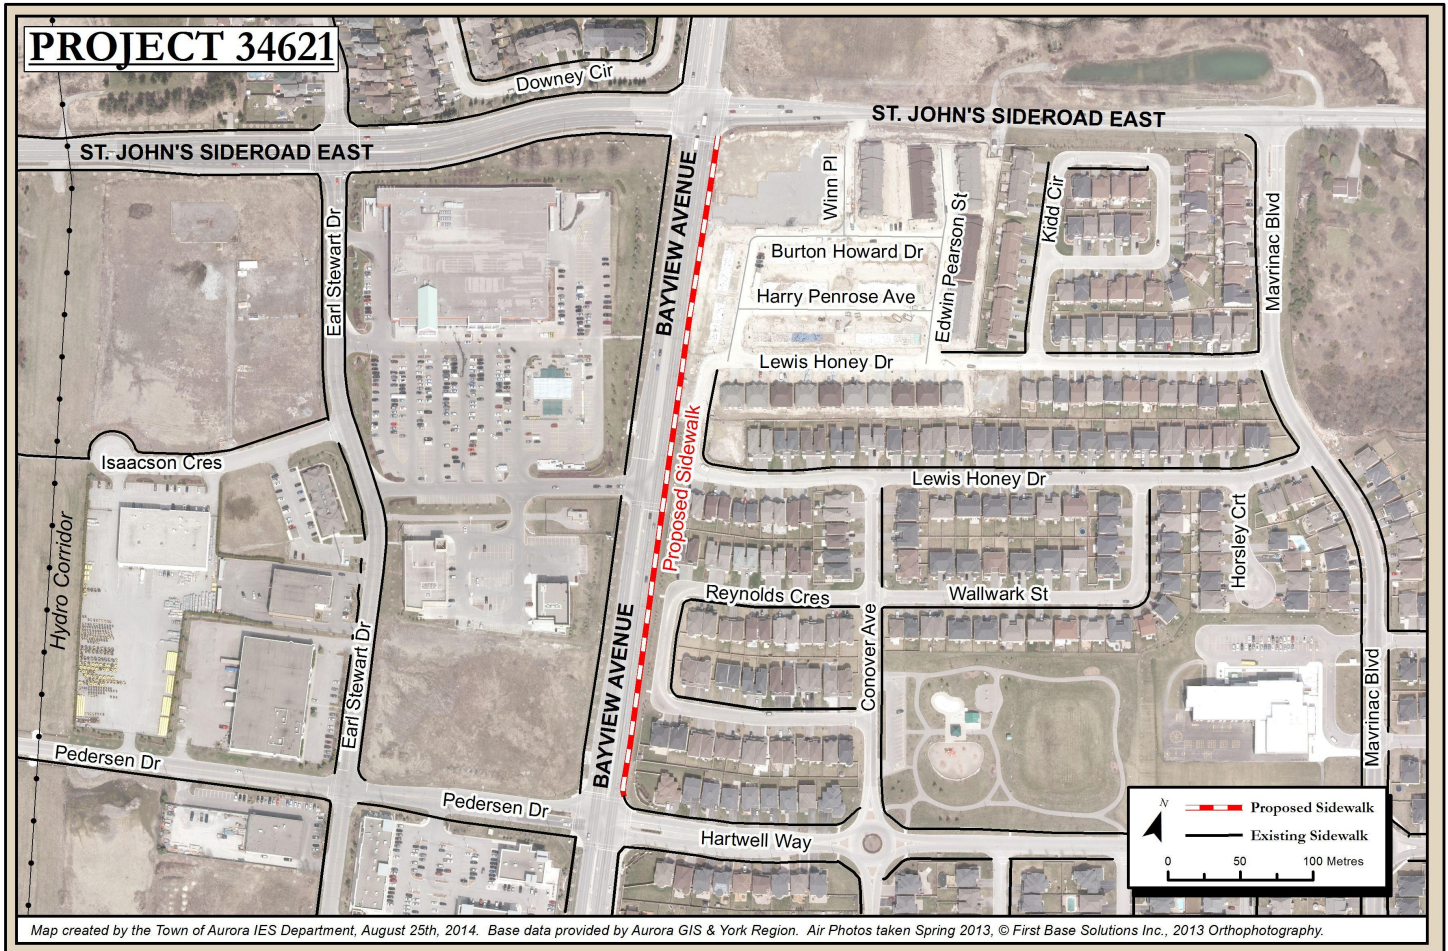 PROJECT 34621
Downey Cir
ST. JOHN'S SIDEROAD EAST
ST. JOHN'S SIDEROAD EAST
BAYVIEW AVENUE
Winn Pl
Kidd Cir
Mavrinac Blvd
Earl Stewart Dr
Burton Howard Dr
Edwin Pearson St
Harry Penrose Ave
Lewis Honey Dr
Proposed Sidewalk
Isaacson Cres
Lewis Honey Dr
Hydro Corridor
Horsley Crt
Reynolds Cres
Wallwark St
Conover Ave
BAYVIEW AVENUE
Earl Stewart Dr
Mavrinac Blvd
Pedersen Dr
Pedersen Dr
Hartwell Way
N
Proposed Sidewalk
Existing Sidewalk
0 50 100 Metres
Map created by the Town of Aurora IES Department, August 25th, 2014. Base data provided by Aurora GIS & York Region. Air Photos taken Spring 2013, © First Base Solutions Inc., 2013 Orthophotography.